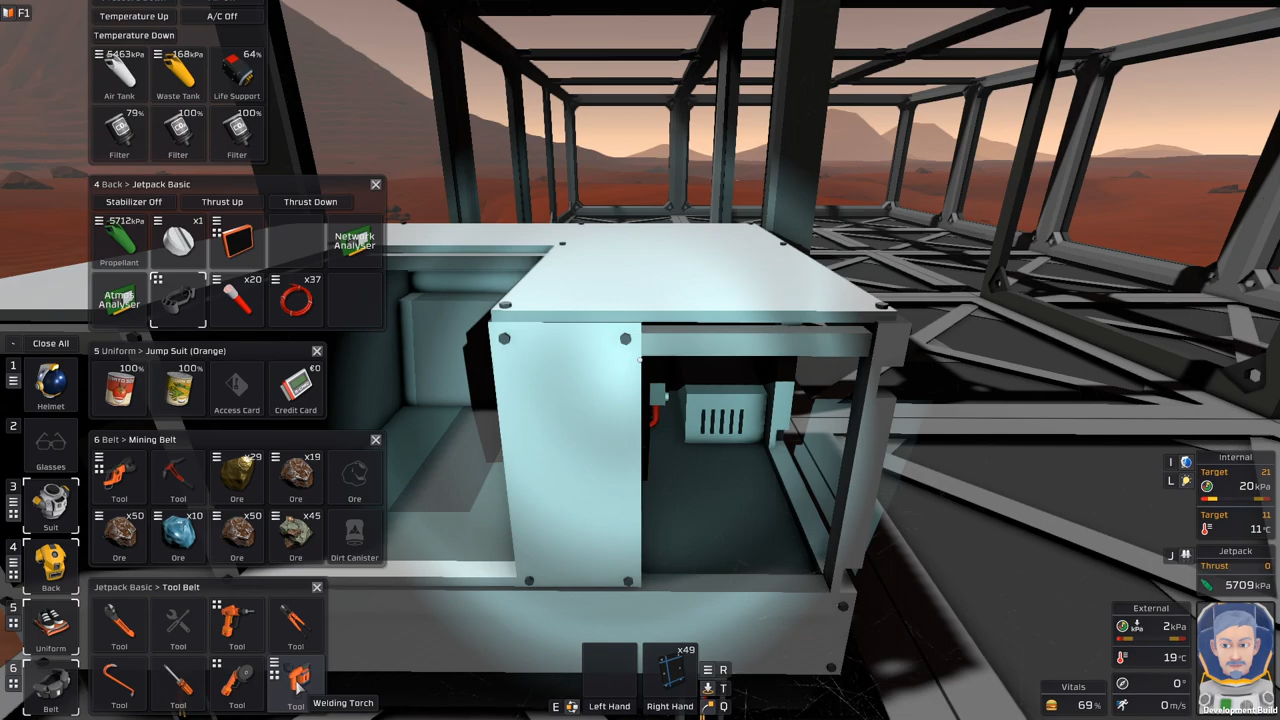 F1
Temperature Up A/C Off
Temperature Down
5463kPa 168kPa 64%
Air Tank Waste Tank Life Support
79% 100% 100%
Filter Filter Filter
4 Back > Jetpack Basic
Stabilizer Off Thrust Up Thrust Down
5712kPa x1
Propellant
Network
Analyser
x20 x37
Atmos
Analyser
Close All
5 Uniform > Jump Suit (Orange)
1
Helmet
100% 100% €0
Access Card Credit Card
2
Glasses
6 Belt > Mining Belt
x29 x19
Tool Tool Ore Ore Ore
3
Suit
x50 x10 x50 x45
Ore Ore Ore Ore Dirt Canister
4
Back
Jetpack Basic > Tool Belt
5
Uniform
Tool Tool Tool Tool
6
Belt
Tool Tool Tool Tool
Welding Torch
x49
R
T
E Left Hand Right Hand Q
Internal
I Target 21
L 20kPa
Target 11
11°C
Jetpack
J Thrust 0
5709kPa
External
kPa 2kPa
19°C
0°
0m/s
Vitals
69%
Development Build